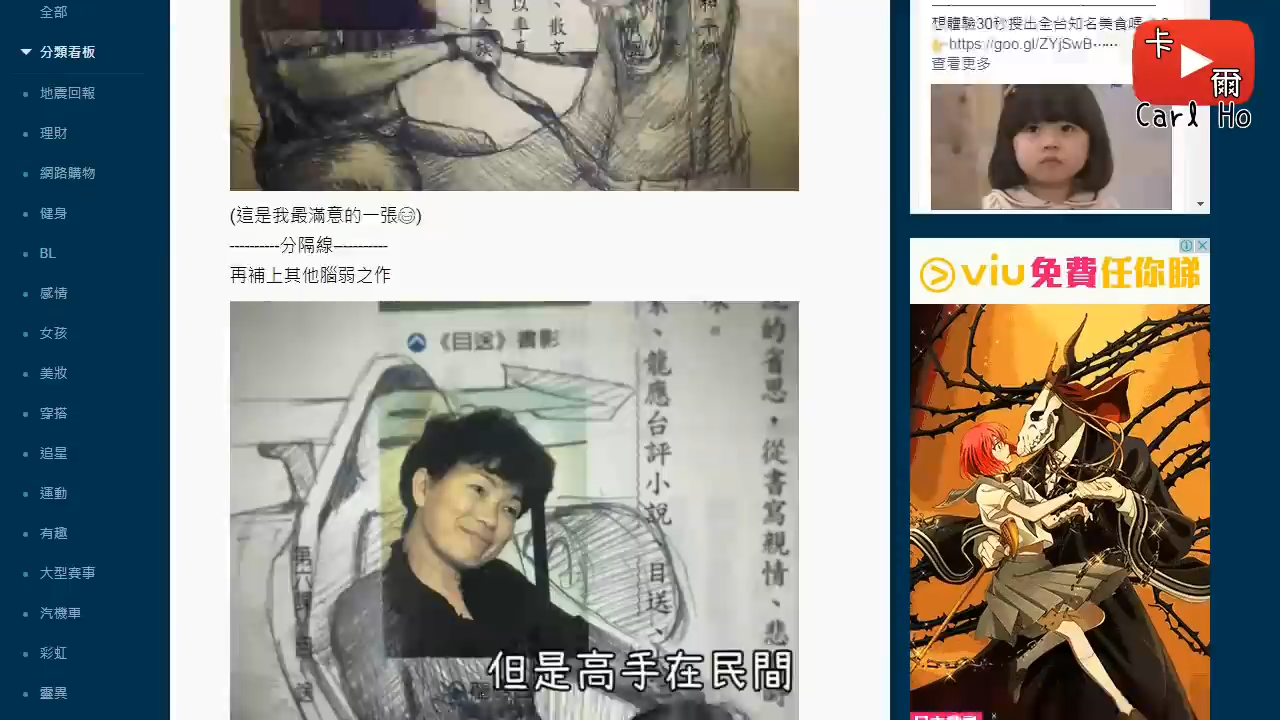 全部
分類看板
地震回報
理財
網路購物
健身
BL
感情
女孩
美妝
穿搭
追星
運動
有趣
大型賽事
汽機車
彩虹
靈異
(這是我最滿意的一張😅)
----------分隔線-----------
再補上其他腦弱之作
《目送》書影
的省思，從書寫親情、悲
、龍應台評小說　目送、
但是高手在民間
https://goo.gl/ZYjSwB⋯⋯
查看更多
卡
爾
Carl Ho
viu免費任你睇